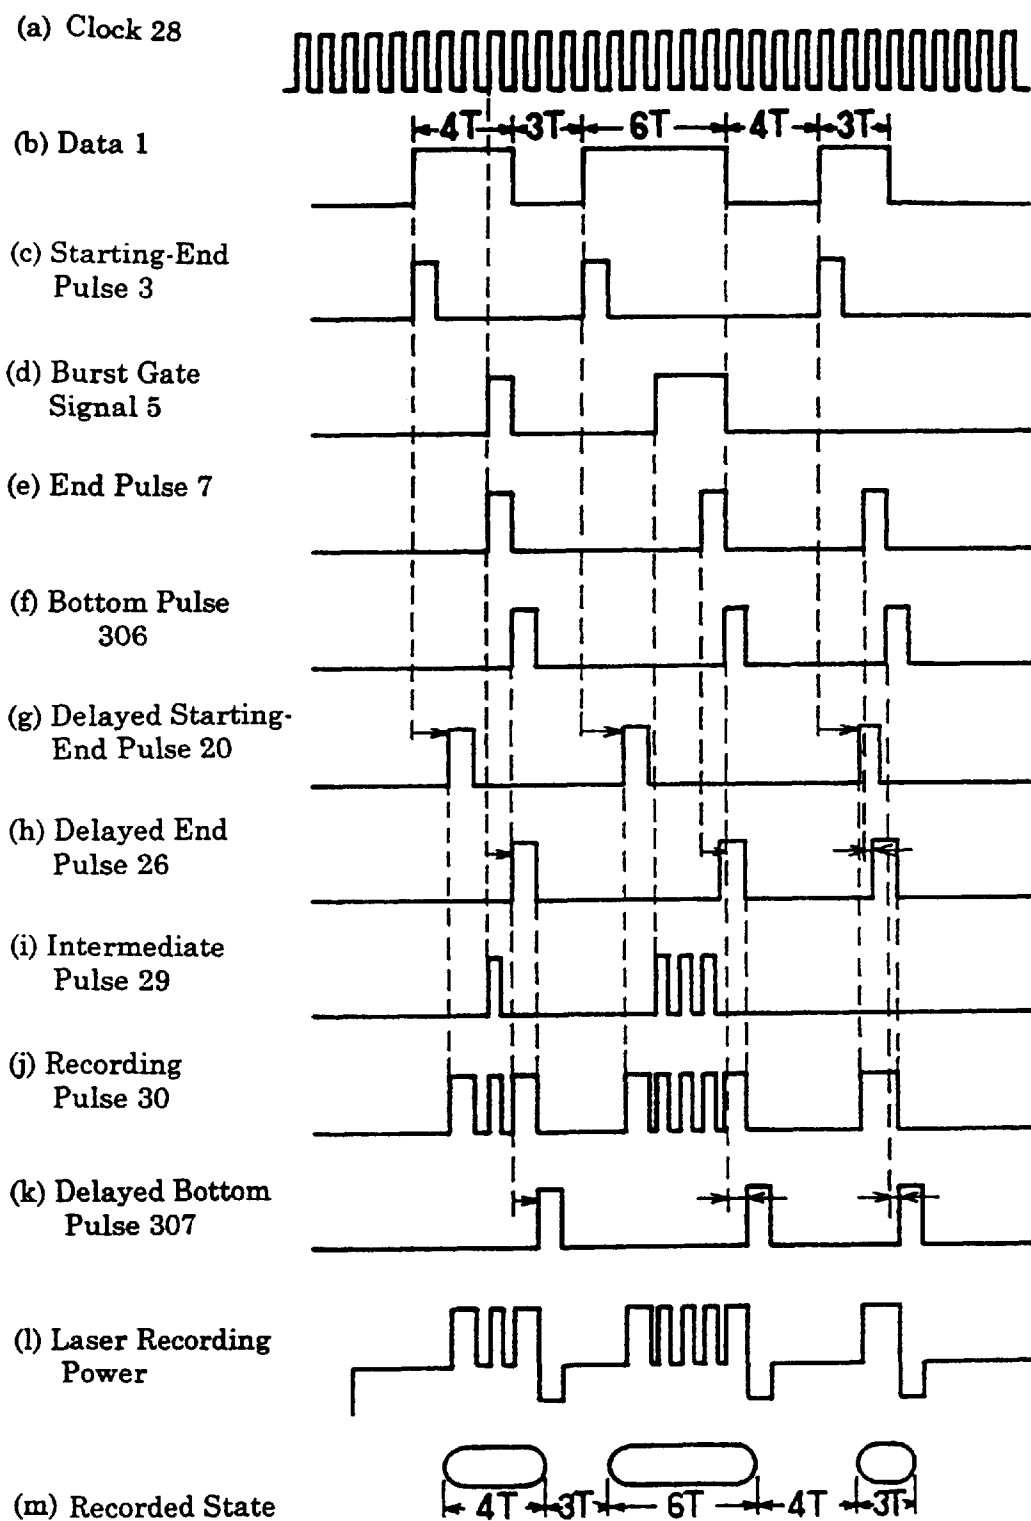 (a) Clock 28
4T 3T 6T 4T 3T
(b) Data 1
(c) Starting-End
Pulse 3
(d) Burst Gate
Signal 5
(e) End Pulse 7
(f) Bottom Pulse
306
(g) Delayed Starting-
End Pulse 20
(h) Delayed End
Pulse 26
(i) Intermediate
Pulse 29
(j) Recording
Pulse 30
(k) Delayed Bottom
Pulse 307
(l) Laser Recording
Power
(m) Recorded State
4T 3T 6T 4T 3T